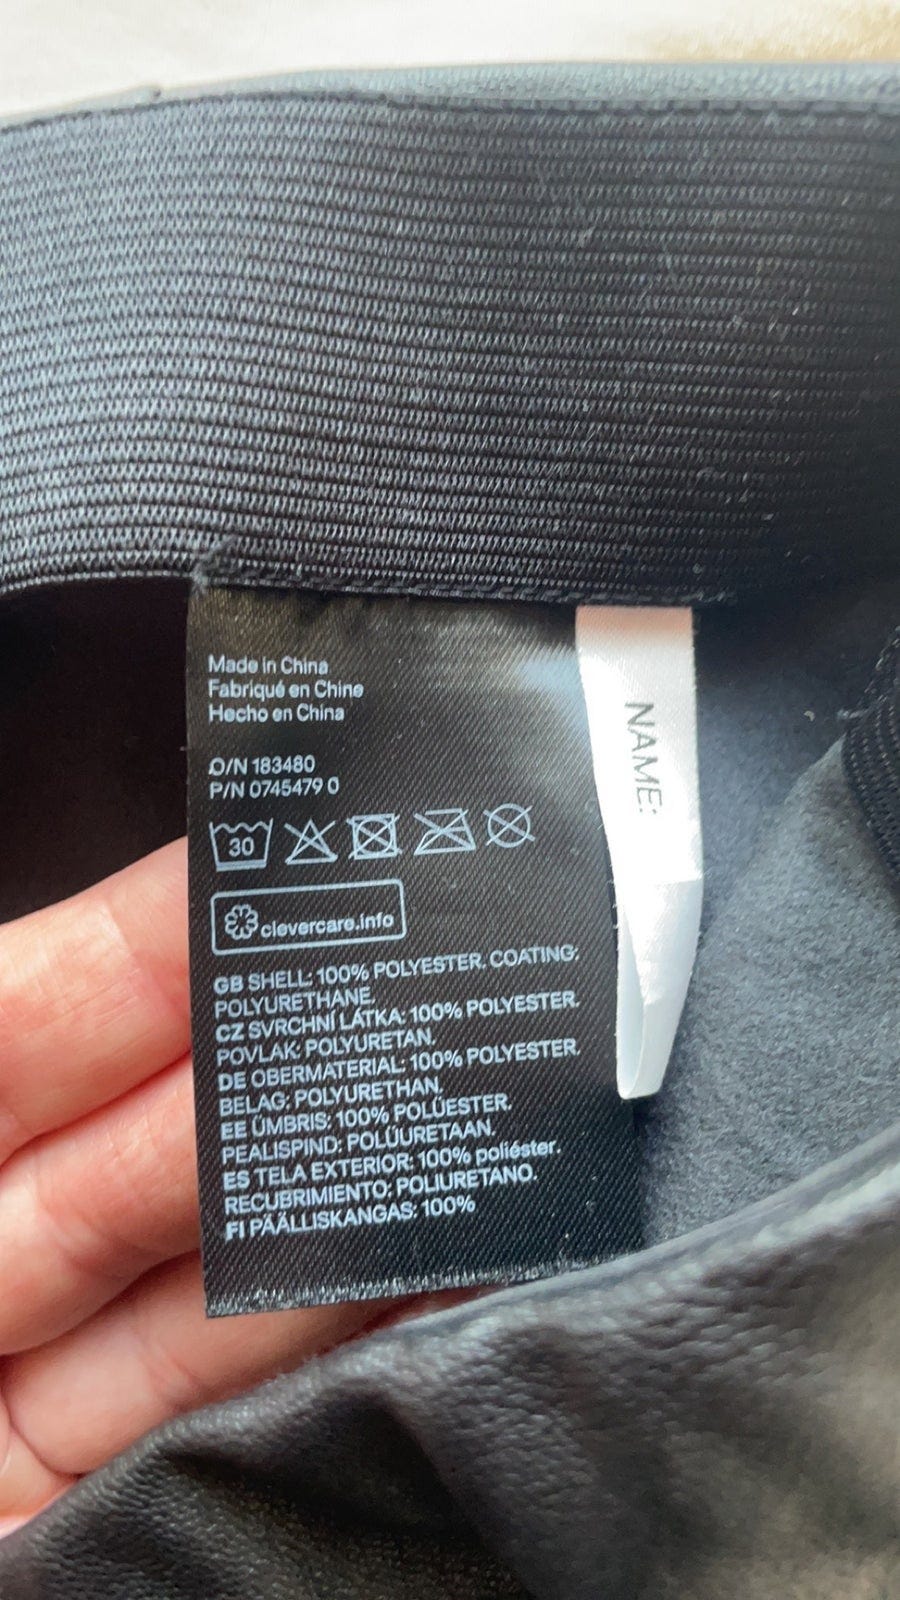 Made in China
Fabriqué en Chine
Hecho en China
O/N 183480
P/N 0745479 0
30
clevercare.info
GB SHELL: 100% POLYESTER. COATING:
POLYURETHANE.
CZ SVRCHNÍ LÁTKA: 100% POLYESTER.
POVLAK: POLYURETAN.
DE OBERMATERIAL: 100% POLYESTER.
BELAG: POLYURETHAN.
EE ÜMBRIS: 100% POLÜESTER.
PEALISPIND: POLÜURETAAN.
ES TELA EXTERIOR: 100% poliéster.
RECUBRIMIENTO: POLIURETANO.
FI PÄÄLLISKANGAS: 100%
NAME: